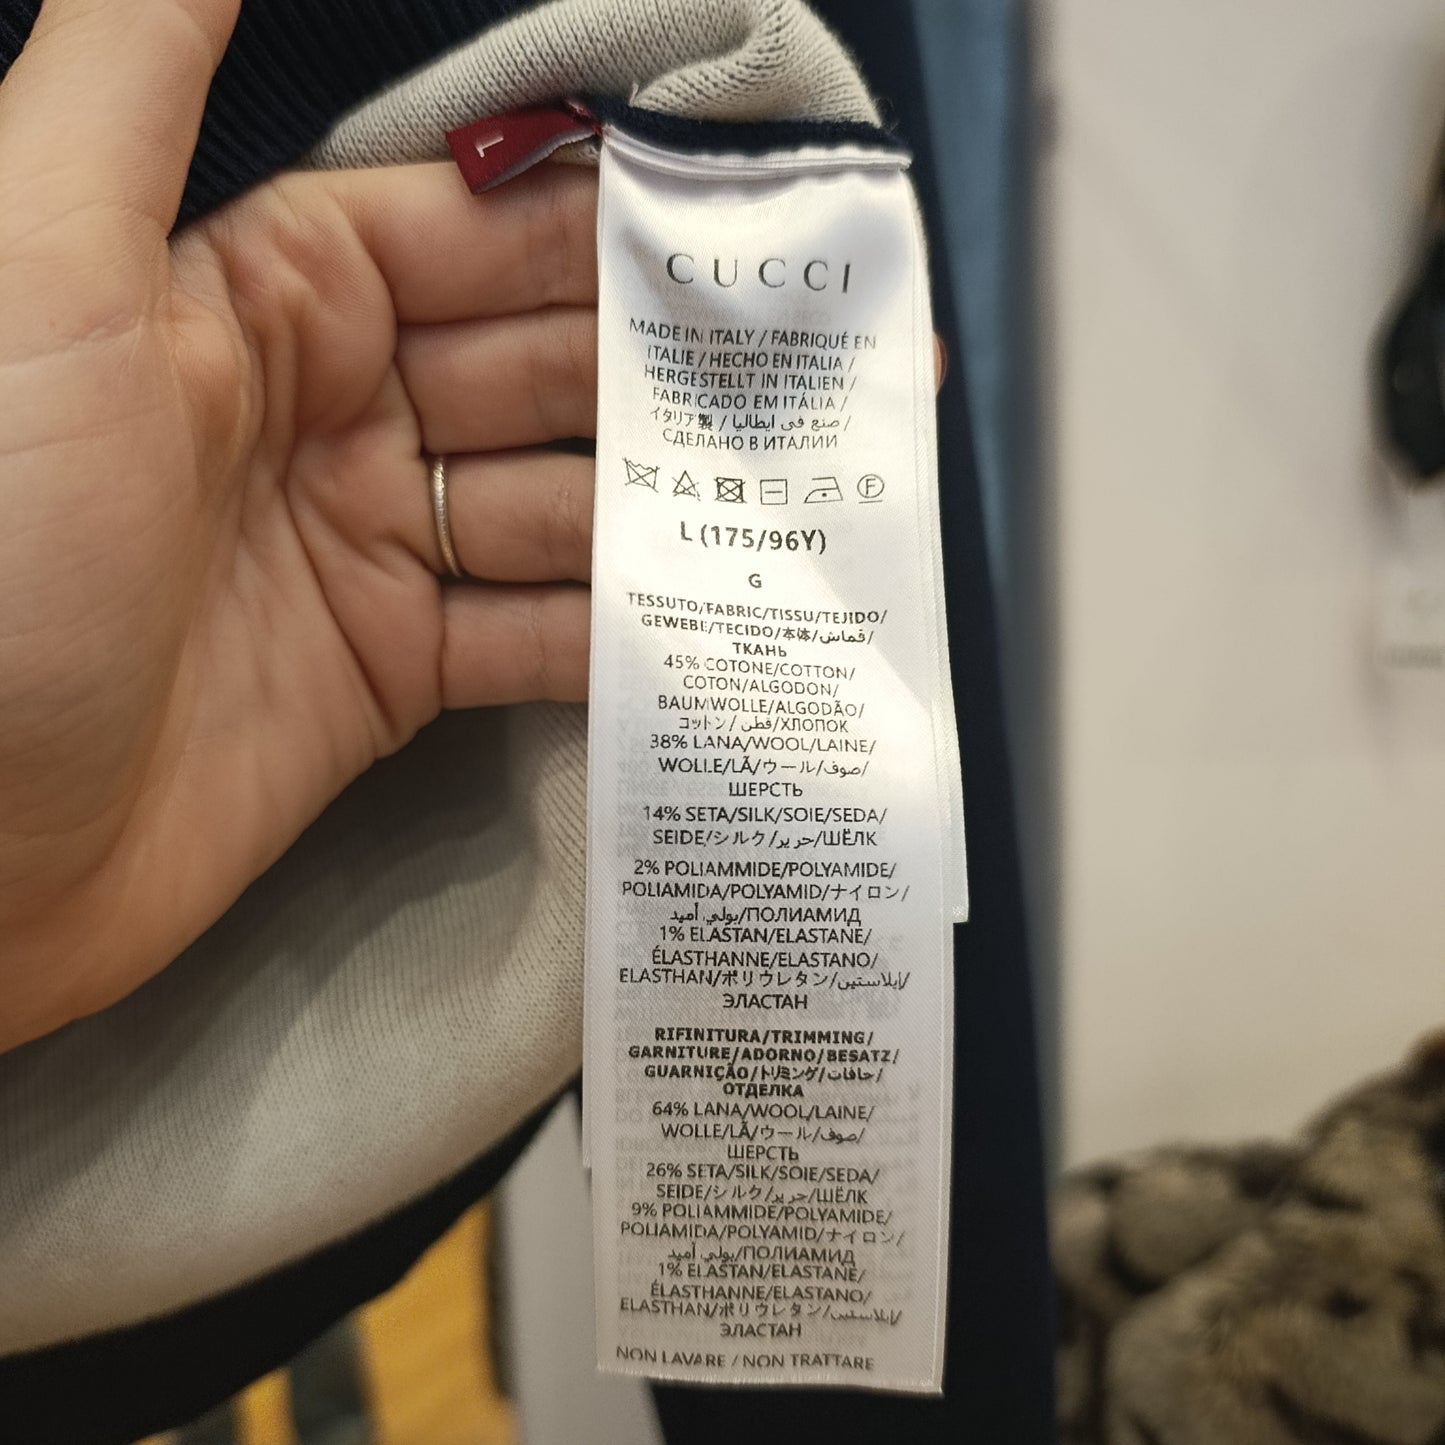 L
GUCCI
MADE IN ITALY / FABRIQUÉ EN
ITALIE / HECHO EN ITALIA /
HERGESTELLT IN ITALIEN /
FABRICADO EM ITÁLIA /
イタリア製 / صنع في ايطاليا /
СДЕЛАНО В ИТАЛИИ
F
L (175/96Y)
G
TESSUTO/FABRIC/TISSU/TEJIDO/
GEWEBE/TECIDO/本体/قماش/
ТКАНЬ
45% COTONE/COTTON/
COTON/ALGODON/
BAUMWOLLE/ALGODÃO/
コットン/قطن/ХЛОПОК
38% LANA/WOOL/LAINE/
WOLLE/LÃ/ウール/صوف/
ШЕРСТЬ
14% SETA/SILK/SOIE/SEDA/
SEIDE/シルク/حرير/ШЁЛК
2% POLIAMMIDE/POLYAMIDE/
POLIAMIDA/POLYAMID/ナイロン/
بولي أميد/ПОЛИАМИД
1% ELASTAN/ELASTANE/
ÉLASTHANNE/ELASTANO/
ELASTHAN/ポリウレタン/إيلاستين/
ЭЛАСТАН
RIFINITURA/TRIMMING/
GARNITURE/ADORNO/BESATZ/
GUARNIÇÃO/トリミング/حافات/
ОТДЕЛКА
64% LANA/WOOL/LAINE/
WOLLE/LÃ/ウール/صوف/
ШЕРСТЬ
26% SETA/SILK/SOIE/SEDA/
SEIDE/シルク/حرير/ШЁЛК
9% POLIAMMIDE/POLYAMIDE/
POLIAMIDA/POLYAMID/ナイロン/
بولي أميد/ПОЛИАМИД
1% ELASTAN/ELASTANE/
ÉLASTHANNE/ELASTANO/
ELASTHAN/ポリウレタン/إيلاستين/
ЭЛАСТАН
NON LAVARE / NON TRATTARE